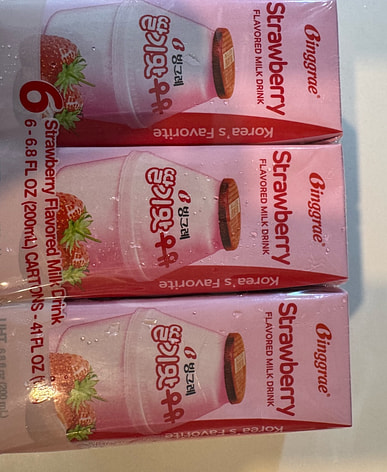 Binggrae®
Strawberry
FLAVORED MILK DRINK
빙그레
딸기맛우유
Korea's Favorite
Binggrae®
Strawberry
FLAVORED MILK DRINK
빙그레
딸기맛우유
Korea's Favorite
Binggrae®
Strawberry
FLAVORED MILK DRINK
빙그레
딸기맛우유
Korea's Favorite
6 Strawberry Flavored Milk Drink
6 - 6.8 FL OZ (200mL) CARTONS - 41 FL OZ